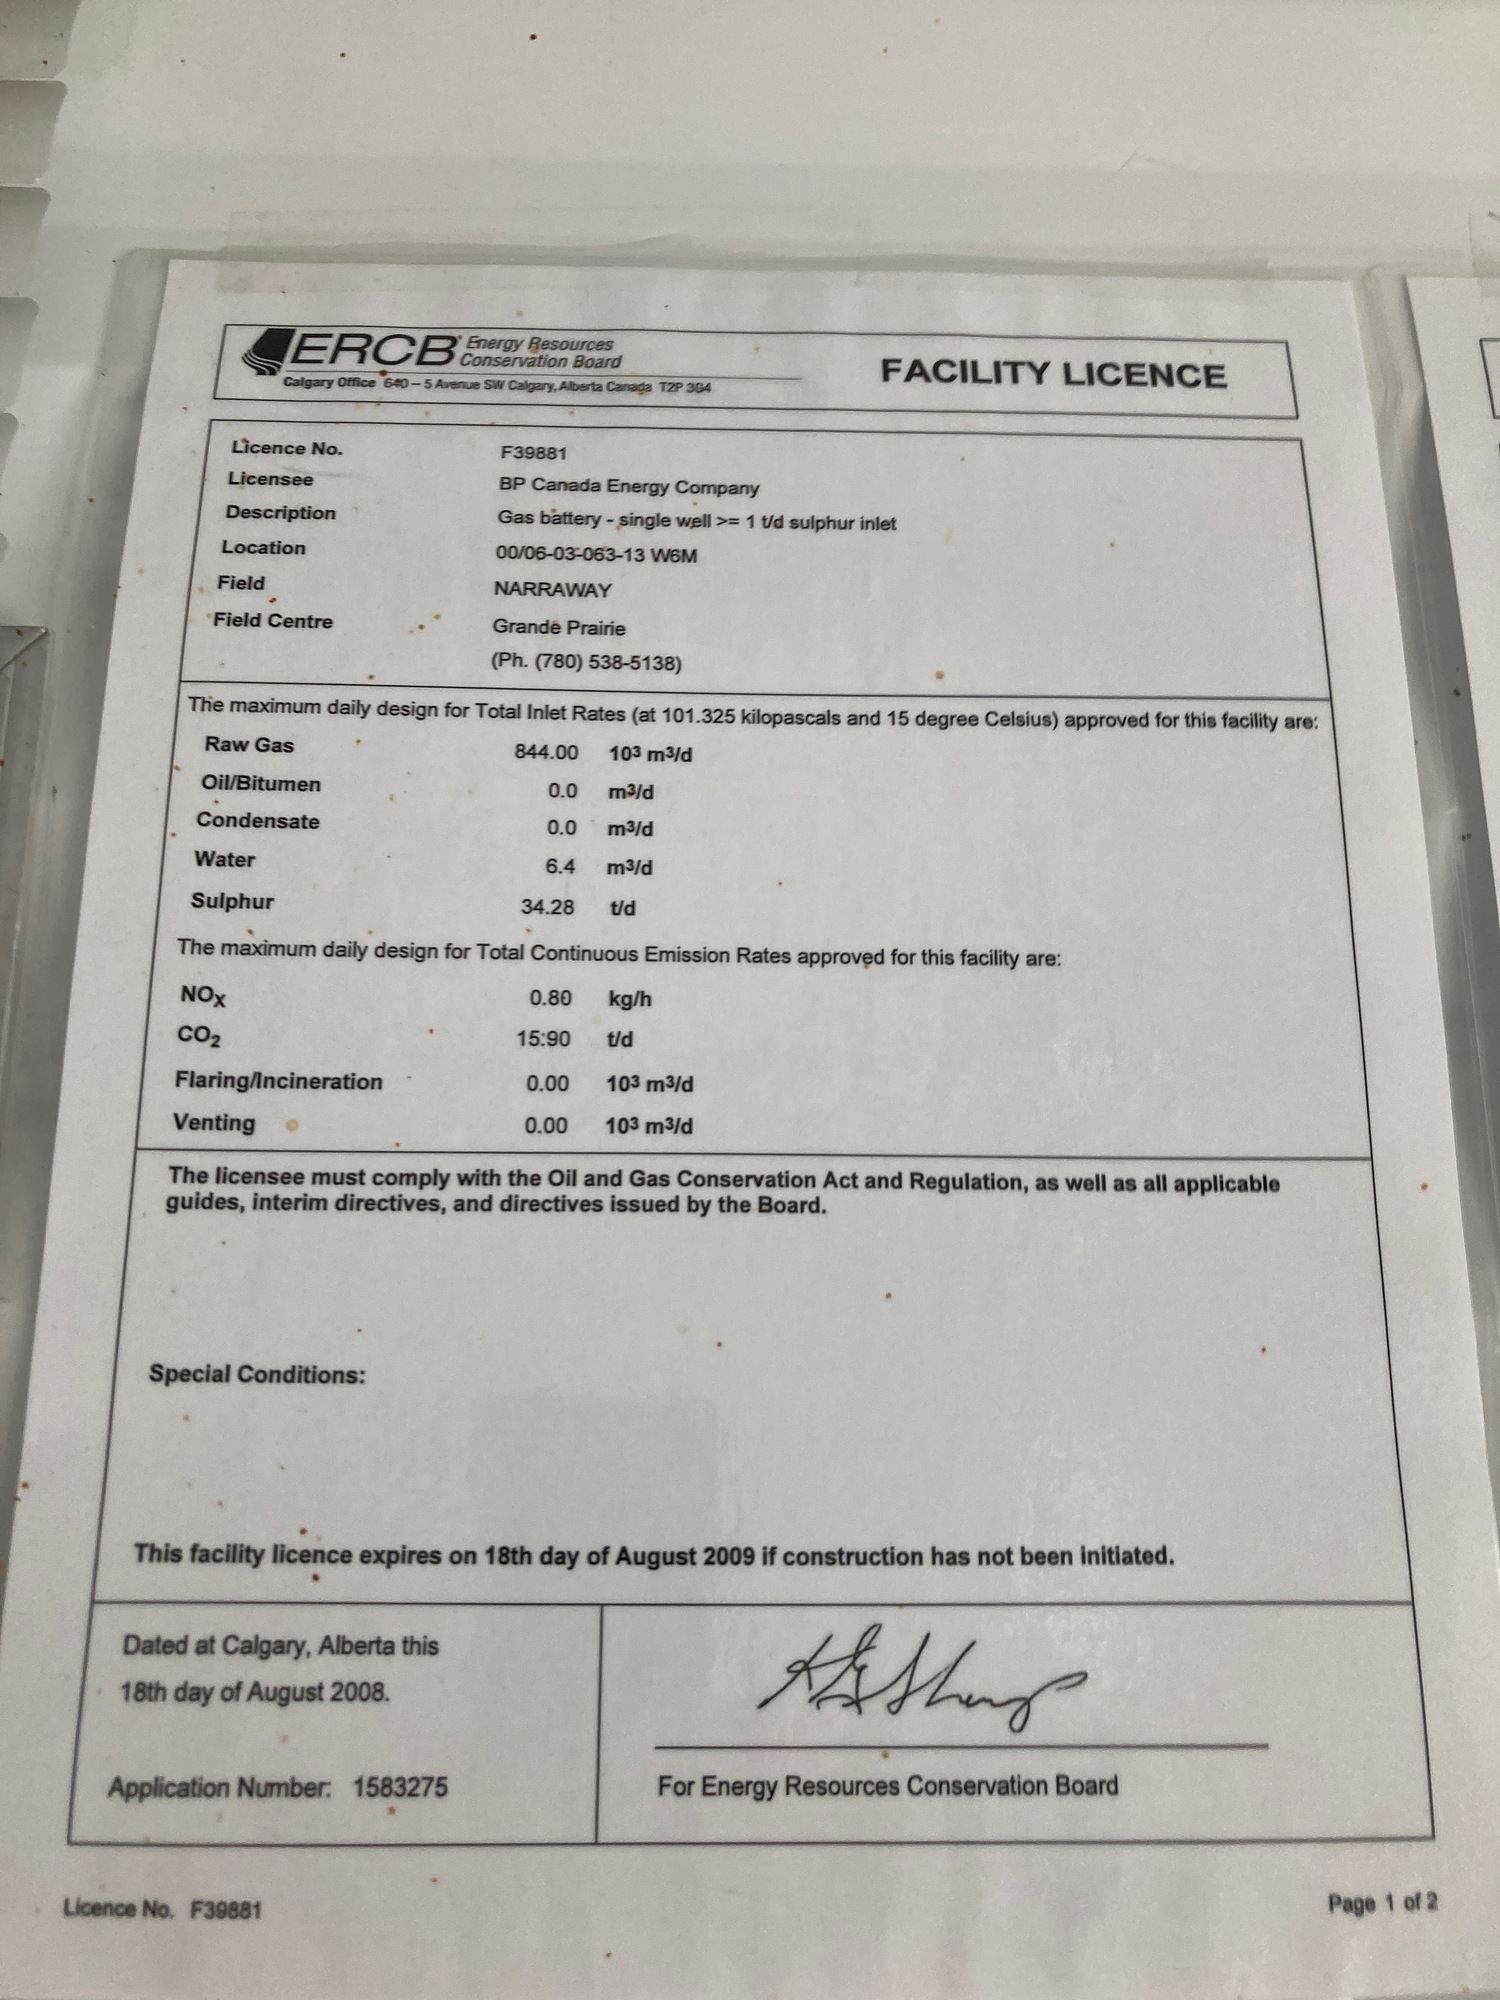 ERCB Energy Resources
Conservation Board
Calgary Office 640 – 5 Avenue SW Calgary, Alberta Canada T2P 3G4
FACILITY LICENCE
Licence No. F39881
Licensee BP Canada Energy Company
Description Gas battery - single well >= 1 t/d sulphur inlet
Location 00/06-03-063-13 W6M
Field NARRAWAY
Field Centre Grande Prairie
(Ph. (780) 538-5138)
The maximum daily design for Total Inlet Rates (at 101.325 kilopascals and 15 degree Celsius) approved for this facility are:
Raw Gas 844.00 10³ m³/d
Oil/Bitumen 0.0 m³/d
Condensate 0.0 m³/d
Water 6.4 m³/d
Sulphur 34.28 t/d
The maximum daily design for Total Continuous Emission Rates approved for this facility are:
NOX 0.80 kg/h
CO₂ 15.90 t/d
Flaring/Incineration 0.00 10³ m³/d
Venting 0.00 10³ m³/d
The licensee must comply with the Oil and Gas Conservation Act and Regulation, as well as all applicable
guides, interim directives, and directives issued by the Board.
Special Conditions:
This facility licence expires on 18th day of August 2009 if construction has not been initiated.
Dated at Calgary, Alberta this
18th day of August 2008.
Application Number: 1583275
For Energy Resources Conservation Board
Licence No. F39881
Page 1 of 2